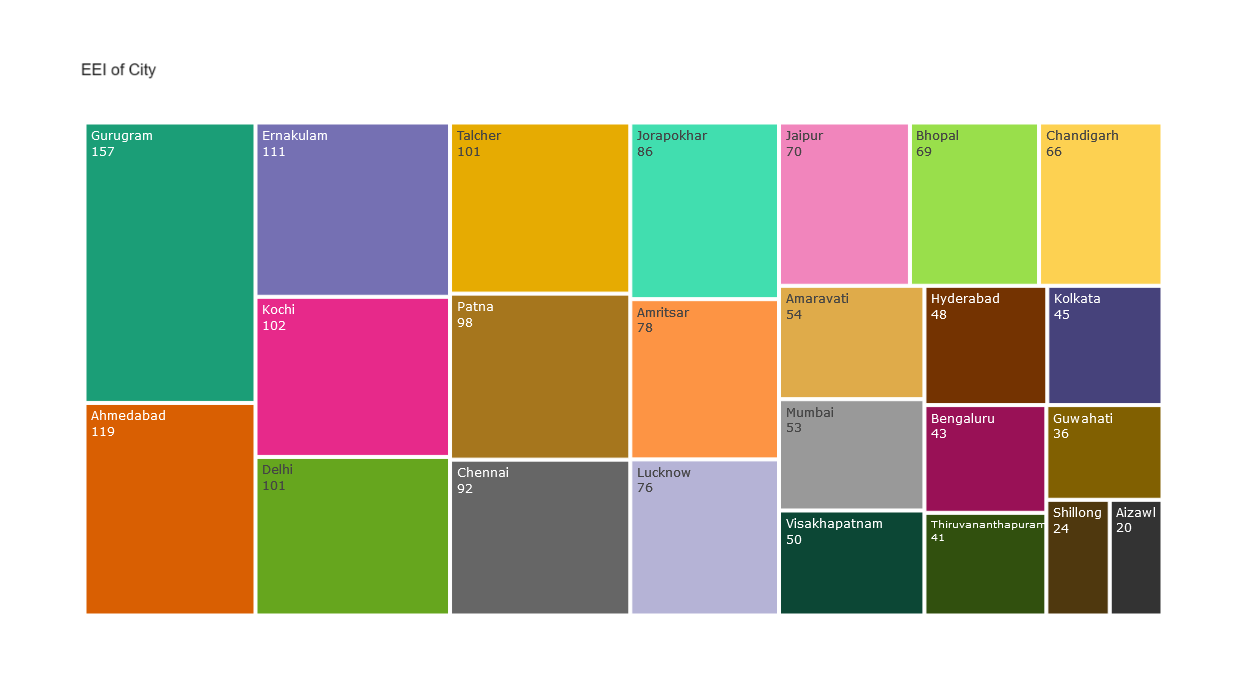 EEI of City
Gurugram
157
Ahmedabad
119
Ernakulam
111
Kochi
102
Delhi
101
Talcher
101
Patna
98
Chennai
92
Jorapokhar
86
Amritsar
78
Lucknow
76
Jaipur
70
Bhopal
69
Chandigarh
66
Amaravati
54
Mumbai
53
Visakhapatnam
50
Hyderabad
48
Bengaluru
43
Thiruvananthapuram
41
Kolkata
45
Guwahati
36
Shillong
24
Aizawl
20